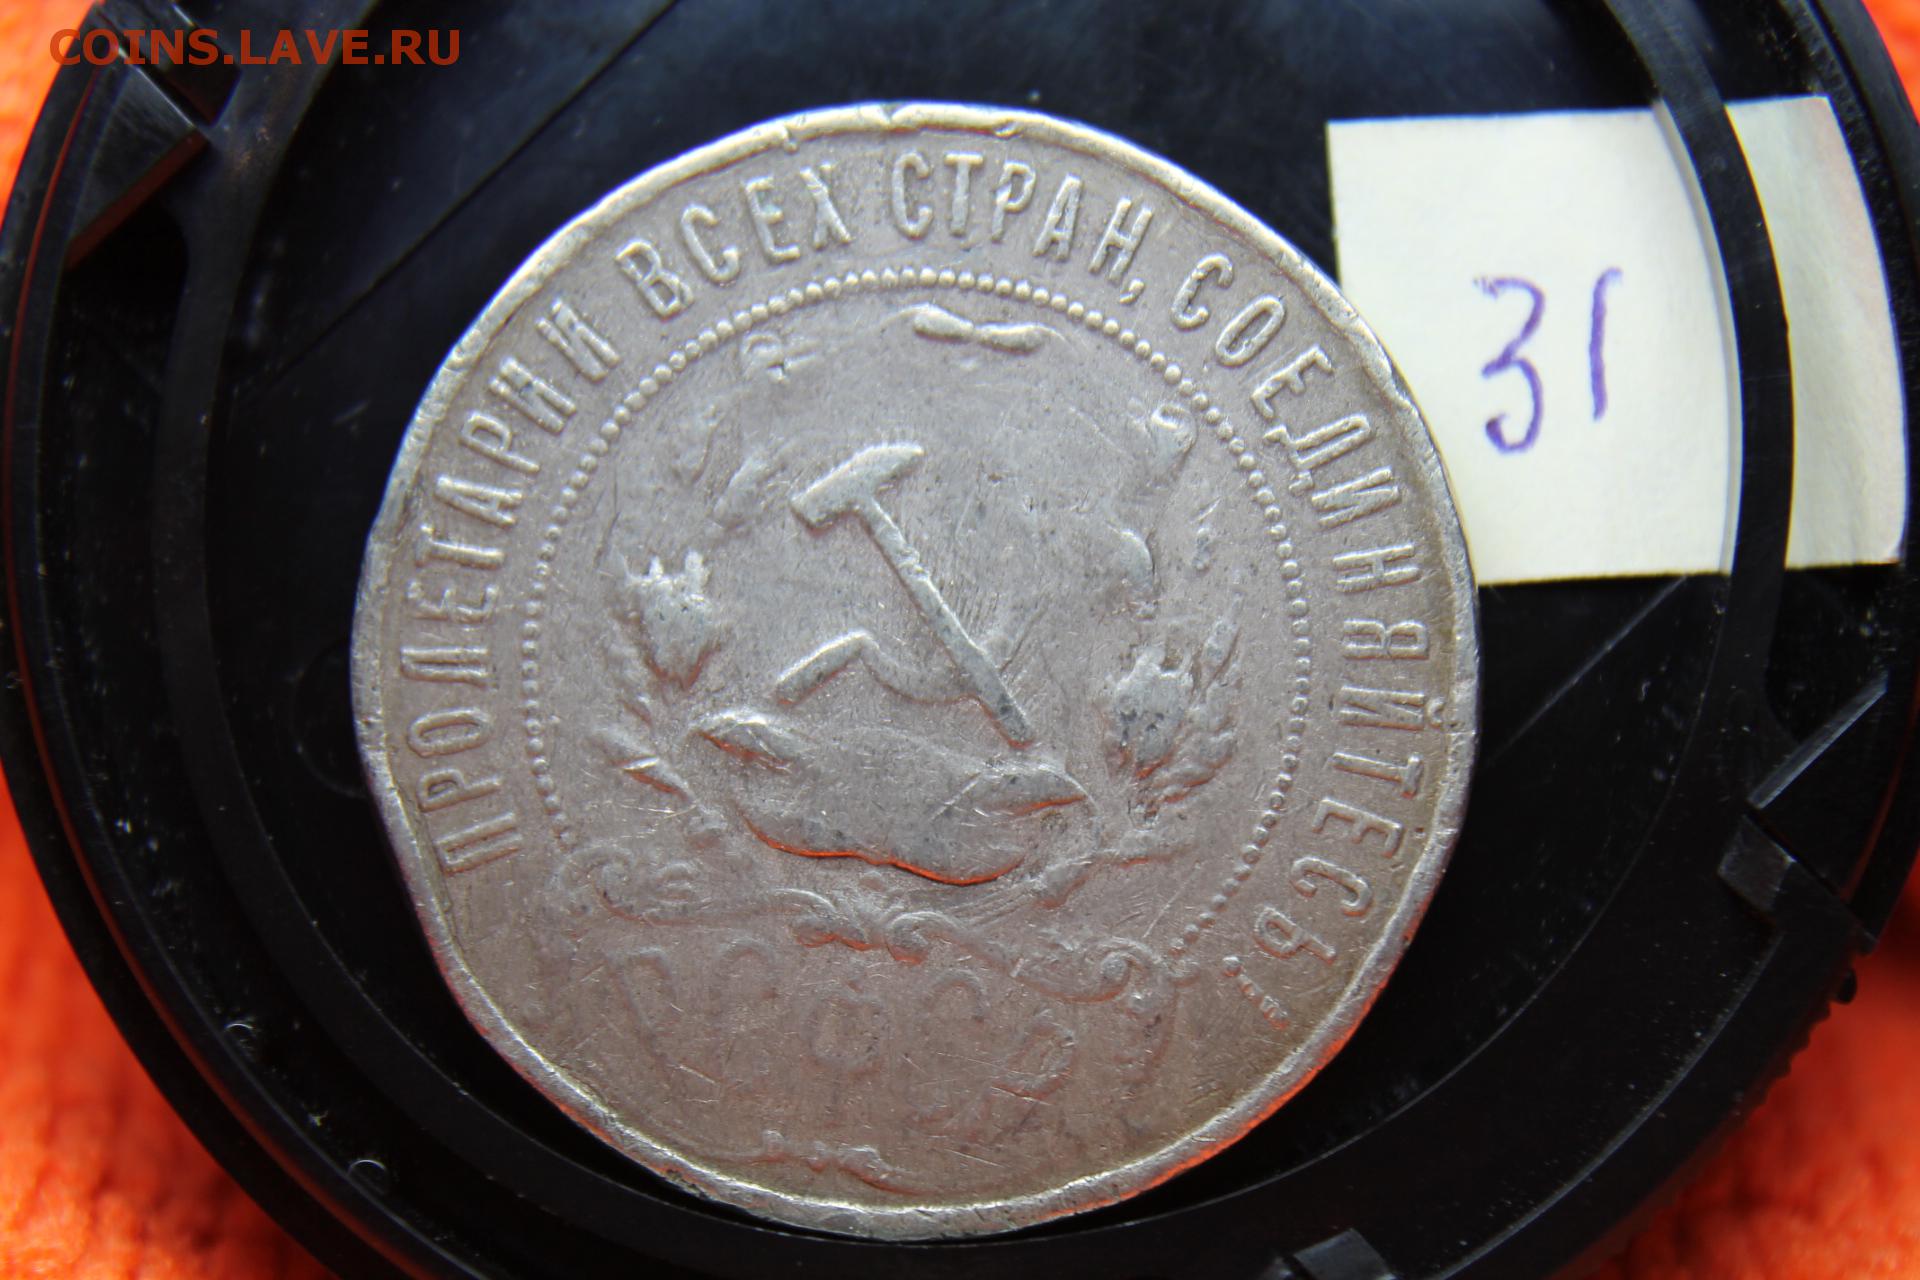 COINS.LAVE.RU
ПРОЛЕТАРИИ ВСЕХ СТРАН, СОЕДИНЯЙТЕСЬ!
31